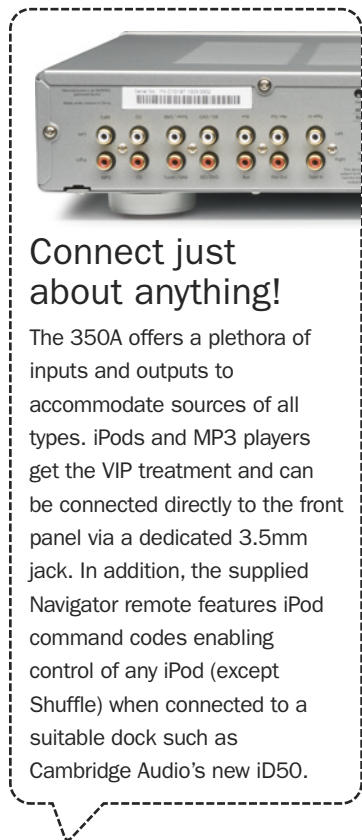 Connect just
about anything!
The 350A offers a plethora of
inputs and outputs to
accommodate sources of all
types. iPods and MP3 players
get the VIP treatment and can
be connected directly to the front
panel via a dedicated 3.5mm
jack. In addition, the supplied
Navigator remote features iPod
command codes enabling
control of any iPod (except
Shuffle) when connected to a
suitable dock such as
Cambridge Audio's new iD50.